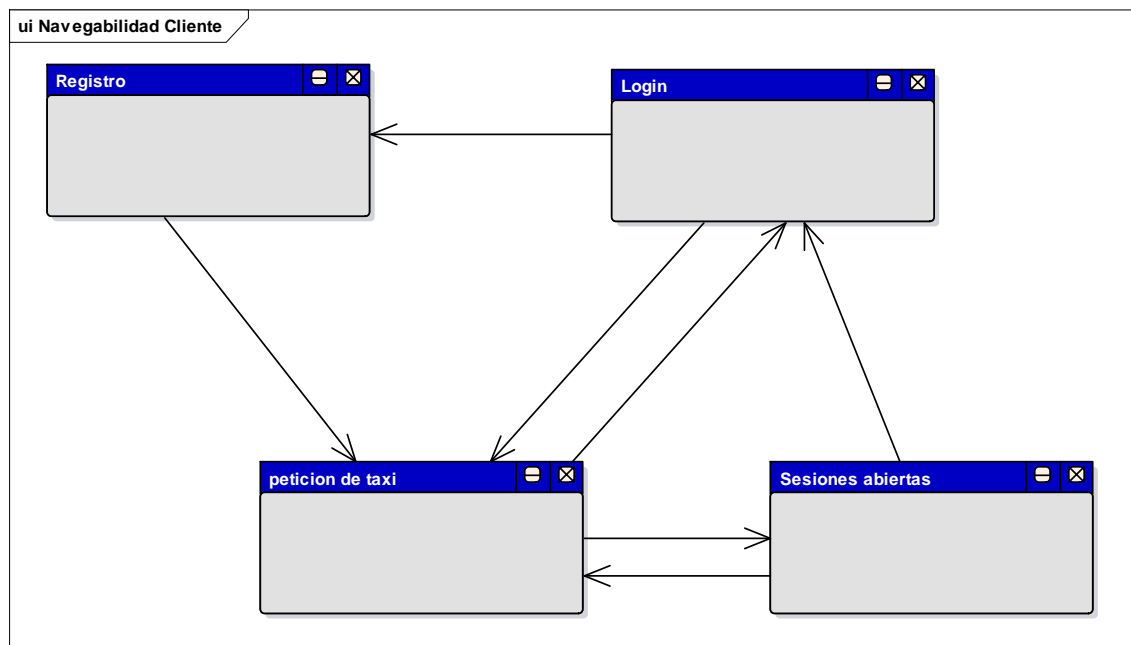 ui Navegabilidad Cliente
Registro
Login
peticion de taxi
Sesiones abiertas